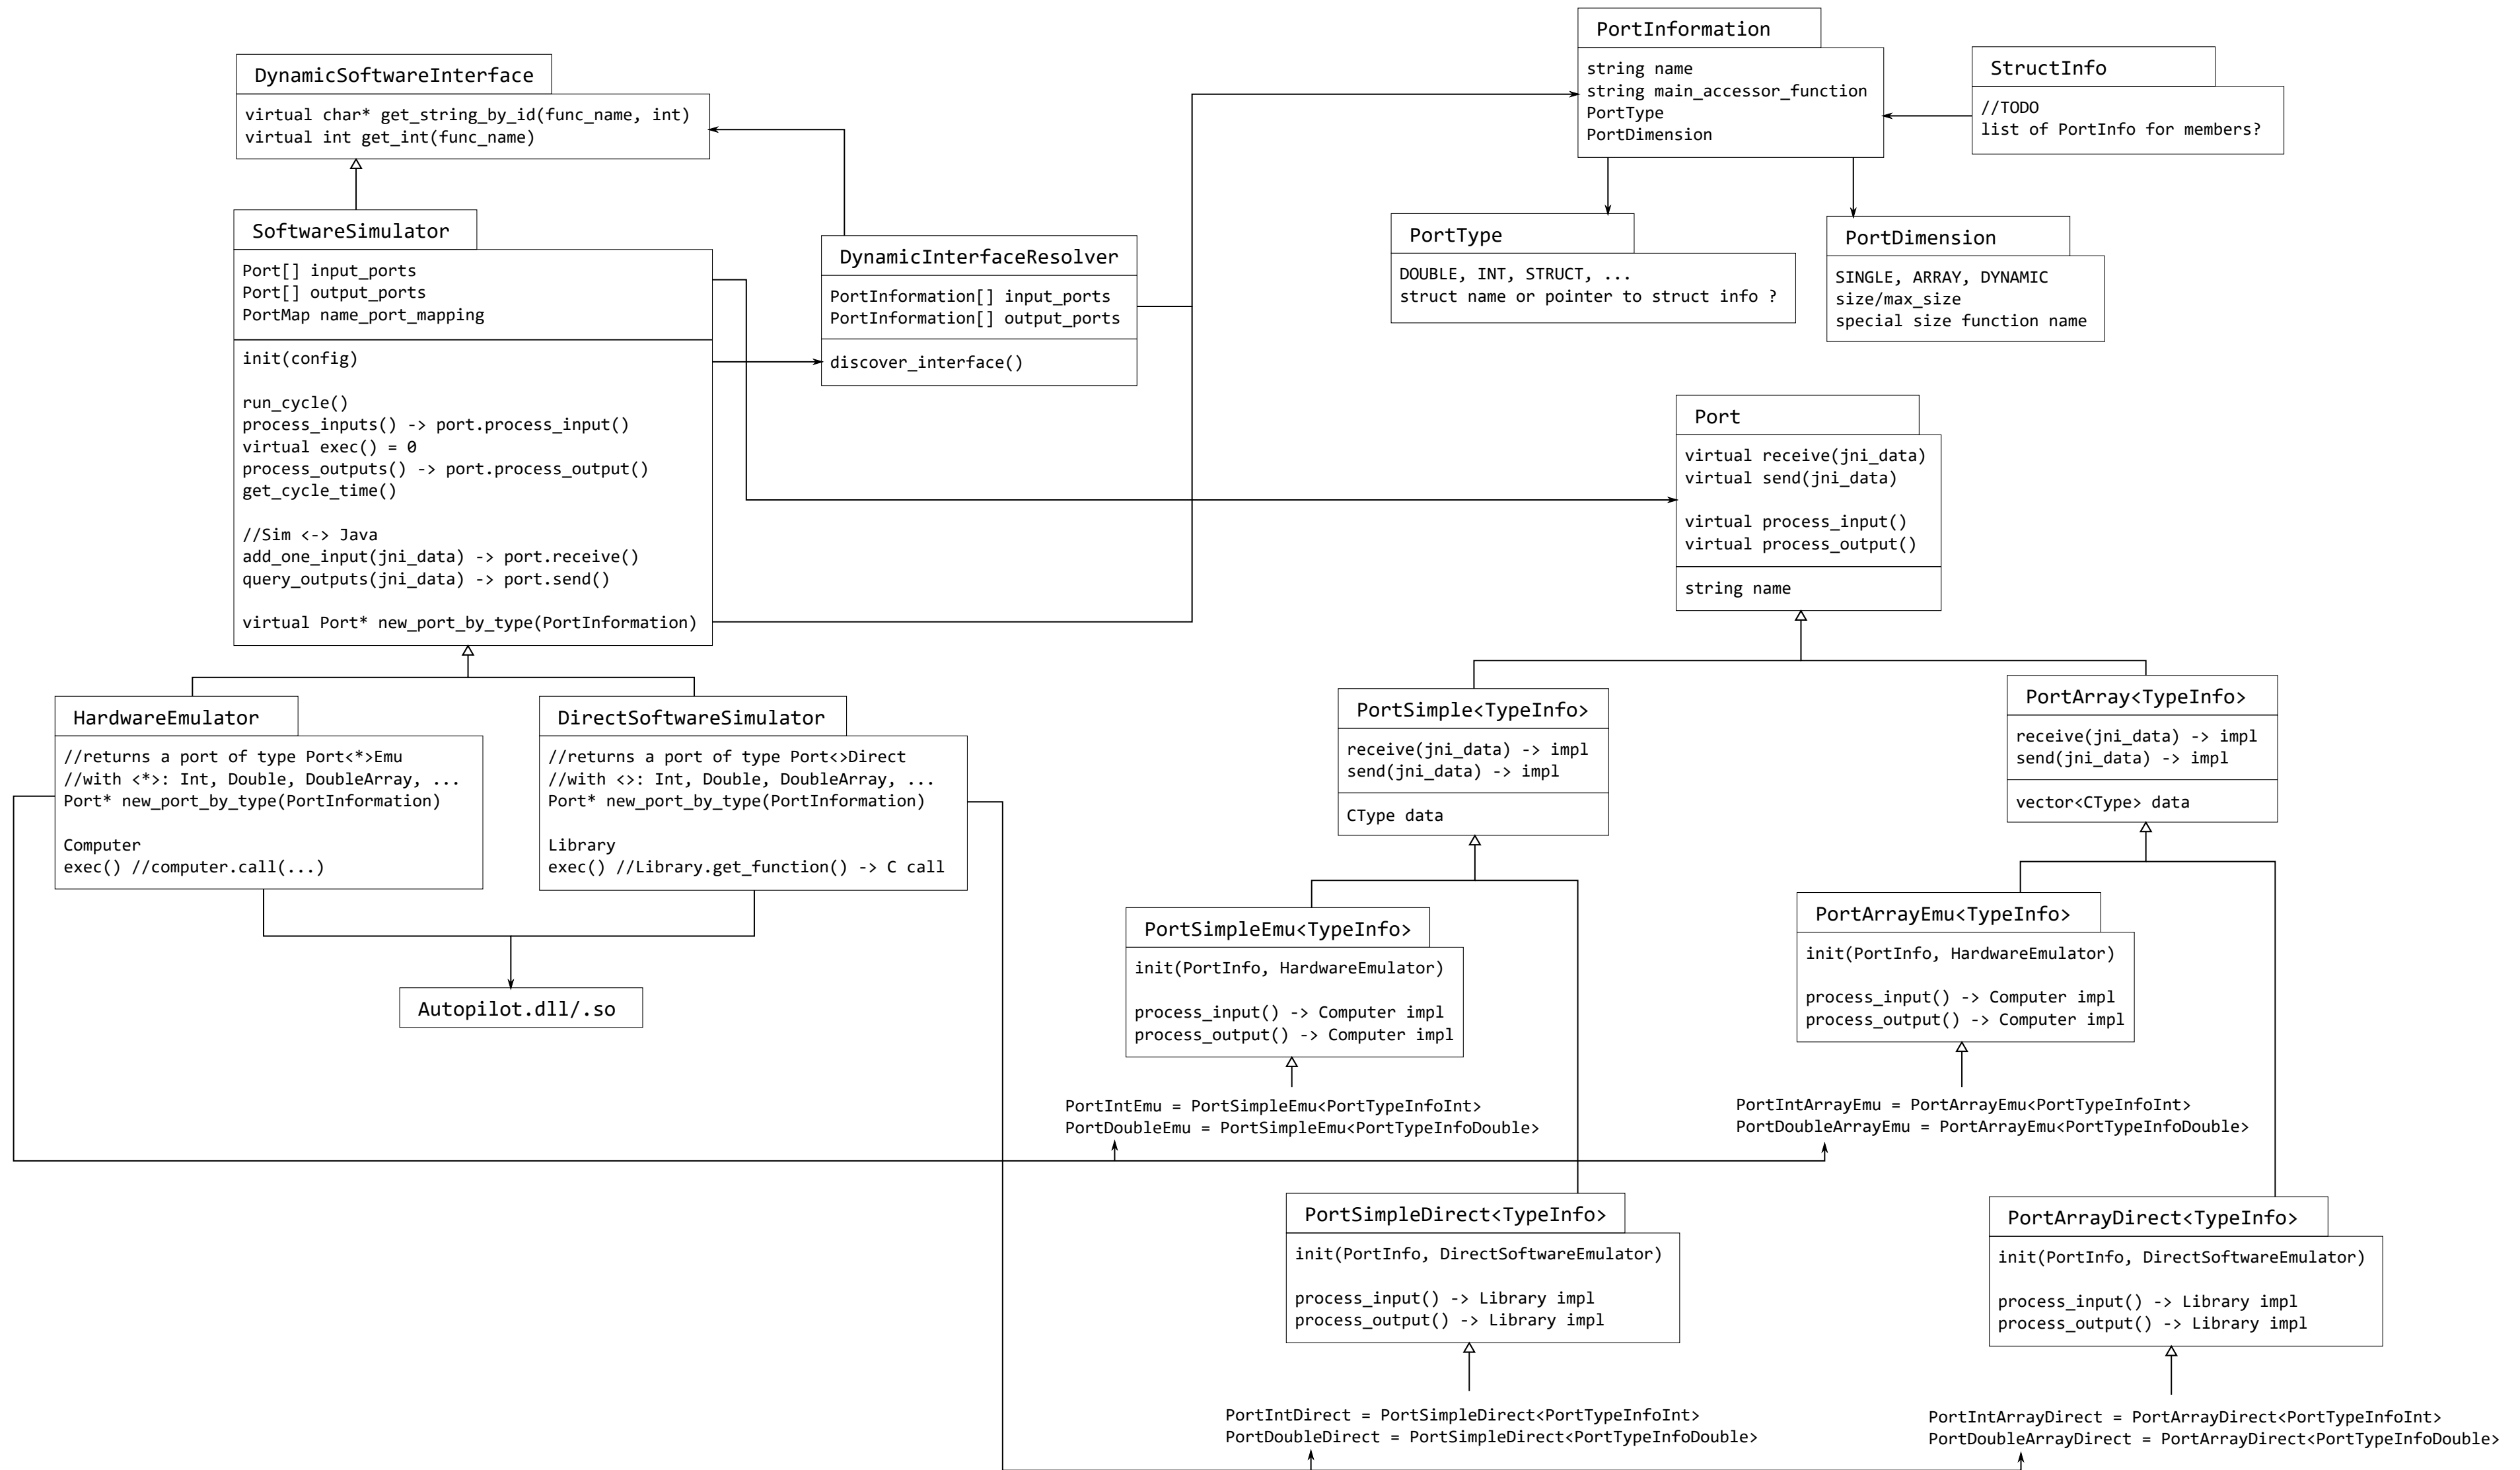 DynamicSoftwareInterface
virtual char* get_string_by_id(func_name, int)
virtual int get_int(func_name)
PortInformation
string name
string main_accessor_function
PortType
PortDimension
StructInfo
//TODO
list of PortInfo for members?
SoftwareSimulator
Port[] input_ports
Port[] output_ports
PortMap name_port_mapping
init(config)
run_cycle()
process_inputs() -> port.process_input()
virtual exec() = 0
process_outputs() -> port.process_output()
get_cycle_time()
//Sim <-> Java
add_one_input(jni_data) -> port.receive()
query_outputs(jni_data) -> port.send()
virtual Port* new_port_by_type(PortInformation)
DynamicInterfaceResolver
PortInformation[] input_ports
PortInformation[] output_ports
discover_interface()
PortType
DOUBLE, INT, STRUCT, ...
struct name or pointer to struct info ?
PortDimension
SINGLE, ARRAY, DYNAMIC
size/max_size
special size function name
Port
virtual receive(jni_data)
virtual send(jni_data)
virtual process_input()
virtual process_output()
string name
HardwareEmulator
//returns a port of type Port<*>Emu
//with <*>: Int, Double, DoubleArray, ...
Port* new_port_by_type(PortInformation)
Computer
exec() //computer.call(...)
DirectSoftwareSimulator
//returns a port of type Port<>Direct
//with <>: Int, Double, DoubleArray, ...
Port* new_port_by_type(PortInformation)
Library
exec() //Library.get_function() -> C call
Autopilot.dll/.so
PortSimple<TypeInfo>
receive(jni_data) -> impl
send(jni_data) -> impl
CType data
PortArray<TypeInfo>
receive(jni_data) -> impl
send(jni_data) -> impl
vector<CType> data
PortSimpleEmu<TypeInfo>
init(PortInfo, HardwareEmulator)
process_input() -> Computer impl
process_output() -> Computer impl
PortIntEmu = PortSimpleEmu<PortTypeInfoInt>
PortDoubleEmu = PortSimpleEmu<PortTypeInfoDouble>
PortArrayEmu<TypeInfo>
init(PortInfo, HardwareEmulator)
process_input() -> Computer impl
process_output() -> Computer impl
PortIntArrayEmu = PortArrayEmu<PortTypeInfoInt>
PortDoubleArrayEmu = PortArrayEmu<PortTypeInfoDouble>
PortSimpleDirect<TypeInfo>
init(PortInfo, DirectSoftwareEmulator)
process_input() -> Library impl
process_output() -> Library impl
PortIntDirect = PortSimpleDirect<PortTypeInfoInt>
PortDoubleDirect = PortSimpleDirect<PortTypeInfoDouble>
PortArrayDirect<TypeInfo>
init(PortInfo, DirectSoftwareEmulator)
process_input() -> Library impl
process_output() -> Library impl
PortIntArrayDirect = PortArrayDirect<PortTypeInfoInt>
PortDoubleArrayDirect = PortArrayDirect<PortTypeInfoDouble>